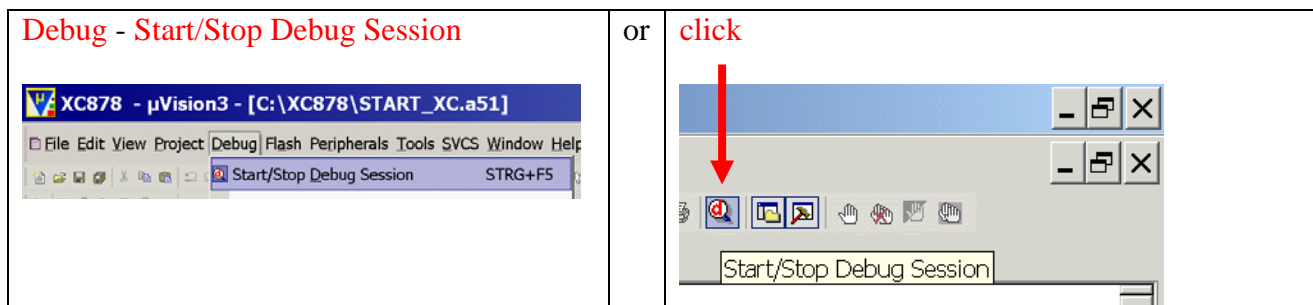 Debug - Start/Stop Debug Session
or
click
XC878 - µVision3 - [C:\XC878\START_XC.a51]
File Edit View Project Debug Flash Peripherals Tools SVCS Window Help
Start/Stop Debug Session STRG+F5
Start/Stop Debug Session